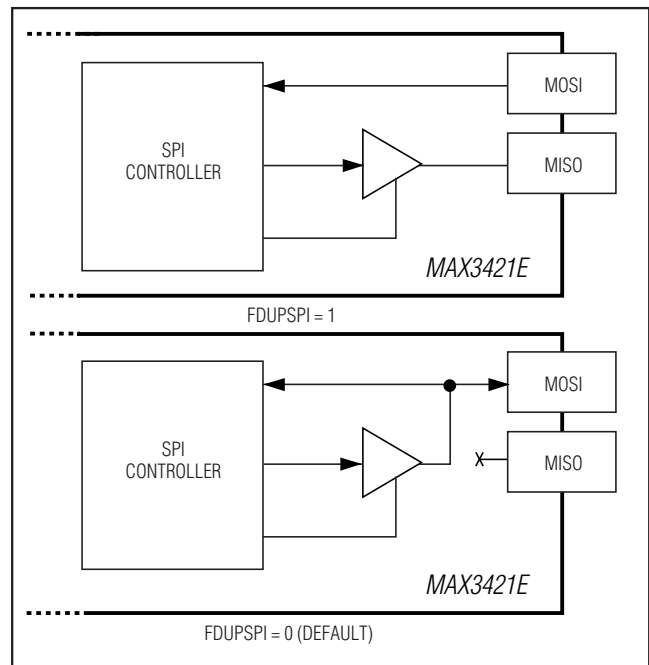 MOSI
SPI
CONTROLLER
MISO
MAX3421E
FDUPSPI = 1
MOSI
SPI
CONTROLLER
MISO
MAX3421E
FDUPSPI = 0 (DEFAULT)